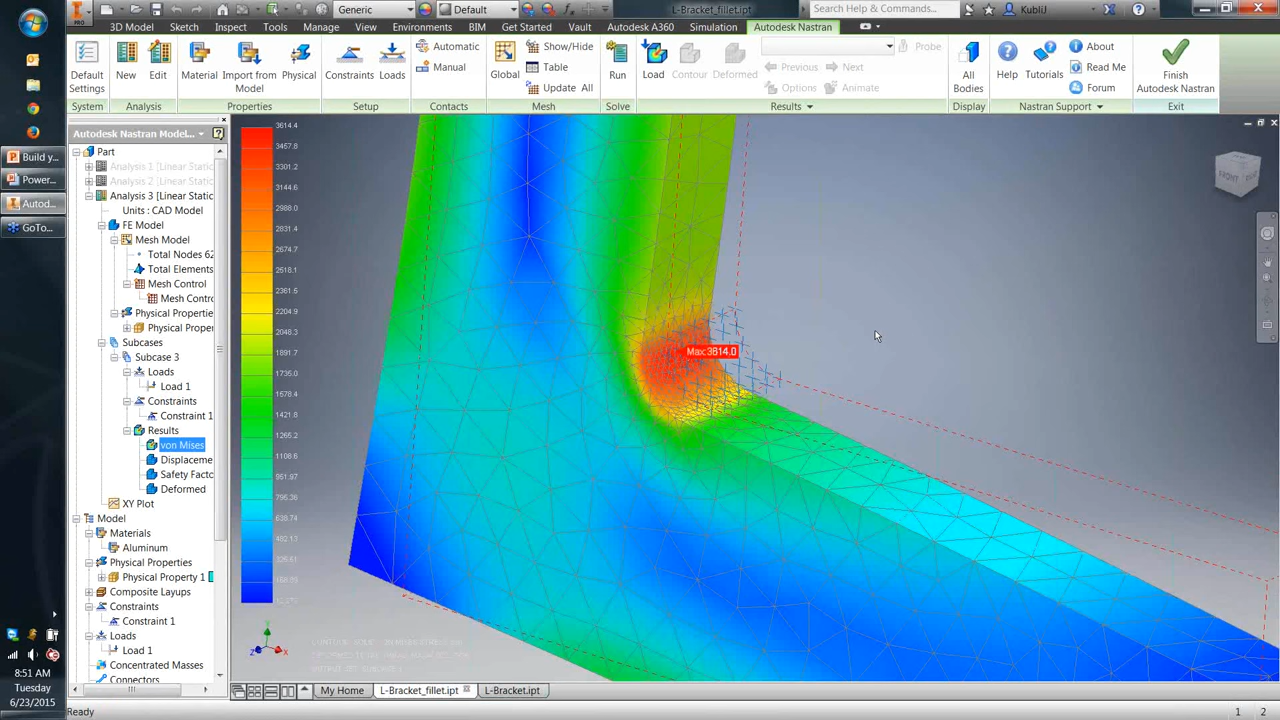 PRO
Generic
Default
L-Bracket_fillet.ipt
Search Help & Commands...
KubliJ
3D Model Sketch Inspect Tools Manage View Environments BIM Get Started Vault Autodesk A360 Simulation Autodesk Nastran
Default Settings
New
Edit
Material
Import from Model
Physical
Constraints
Loads
Automatic
Manual
Global
Show/Hide
Table
Update All
Run
Load
Contour
Deformed
Probe
Previous
Next
Options
Animate
All Bodies
Help
Tutorials
About
Read Me
Forum
Finish Autodesk Nastran
System Analysis Properties Setup Contacts Mesh Solve Results Display Nastran Support Exit
Autodesk Nastran Model...
Part
Analysis 1 [Linear Static
Analysis 2 [Linear Static
Analysis 3 [Linear Static
Units : CAD Model
FE Model
Mesh Model
Total Nodes 62
Total Elements
Mesh Control
Mesh Contro
Physical Properties
Physical Proper
Subcases
Subcase 3
Loads
Load 1
Constraints
Constraint 1
Results
von Mises
Displaceme
Safety Facto
Deformed
XY Plot
Model
Materials
Aluminum
Physical Properties
Physical Property 1
Composite Layups
Constraints
Constraint 1
Loads
Load 1
Concentrated Masses
Connectors
3614.4
3457.8
3301.2
3144.6
2988.0
2831.4
2674.7
2518.1
2361.5
2204.9
2048.3
1891.7
1735.0
1578.4
1421.8
1265.2
1108.6
951.97
795.36
Max:3614.0
FRONT
Y
Z
X
Build y...
Power...
Autod...
GoTo...
8:51 AM
Tuesday
6/23/2015
My Home
L-Bracket_fillet.ipt
L-Bracket.ipt
Ready
1 2